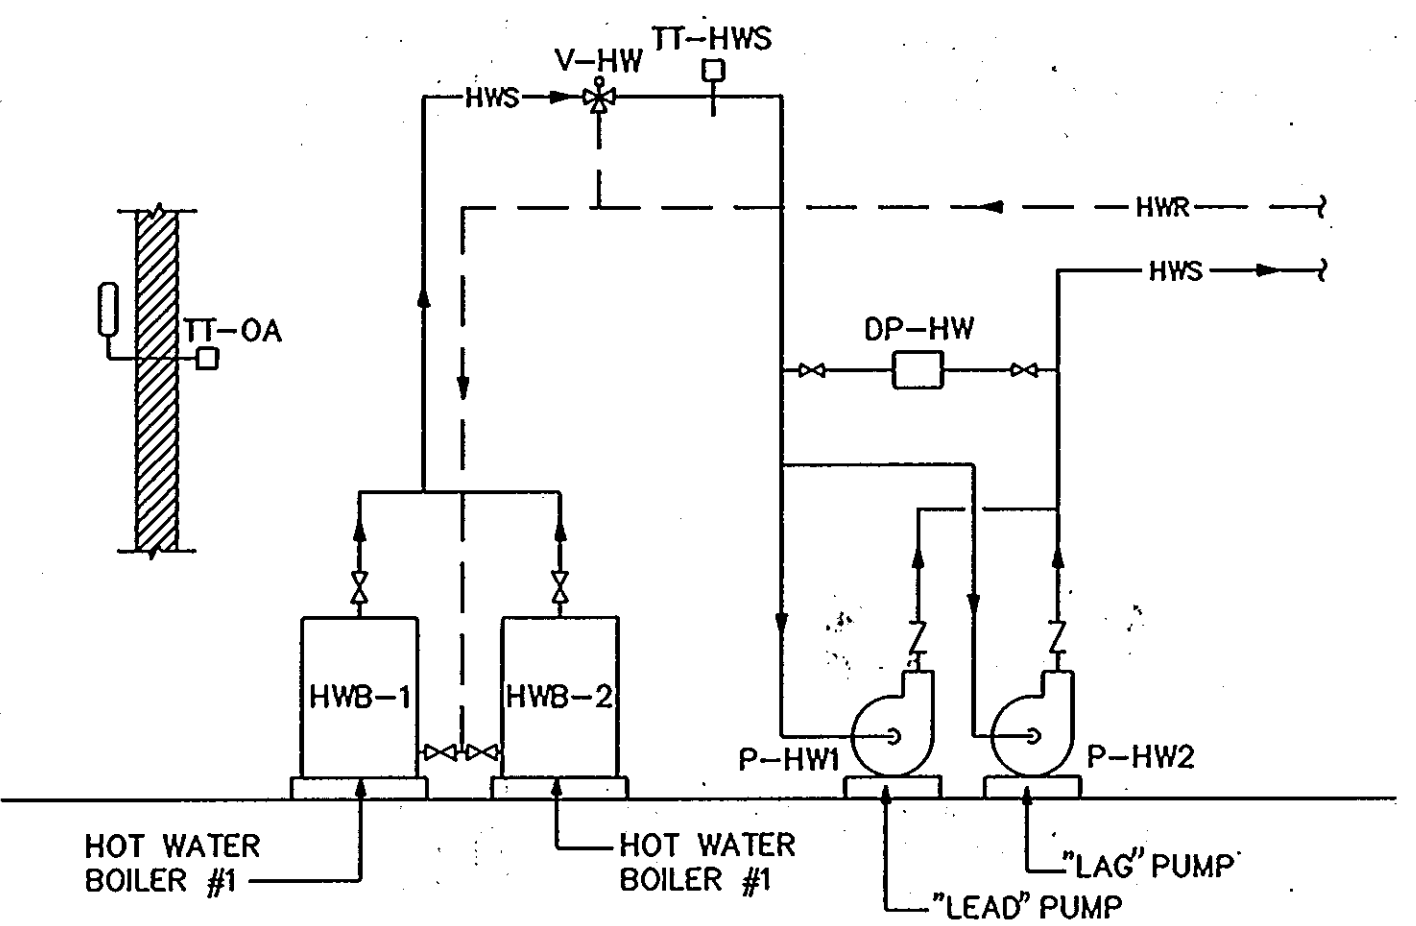 TT-HWS
V-HW
HWS
HWR
HWS
TT-OA
DP-HW
HWB-1
HWB-2
P-HW1
P-HW2
HOT WATER
BOILER #1
HOT WATER
BOILER #1
"LAG" PUMP
"LEAD" PUMP